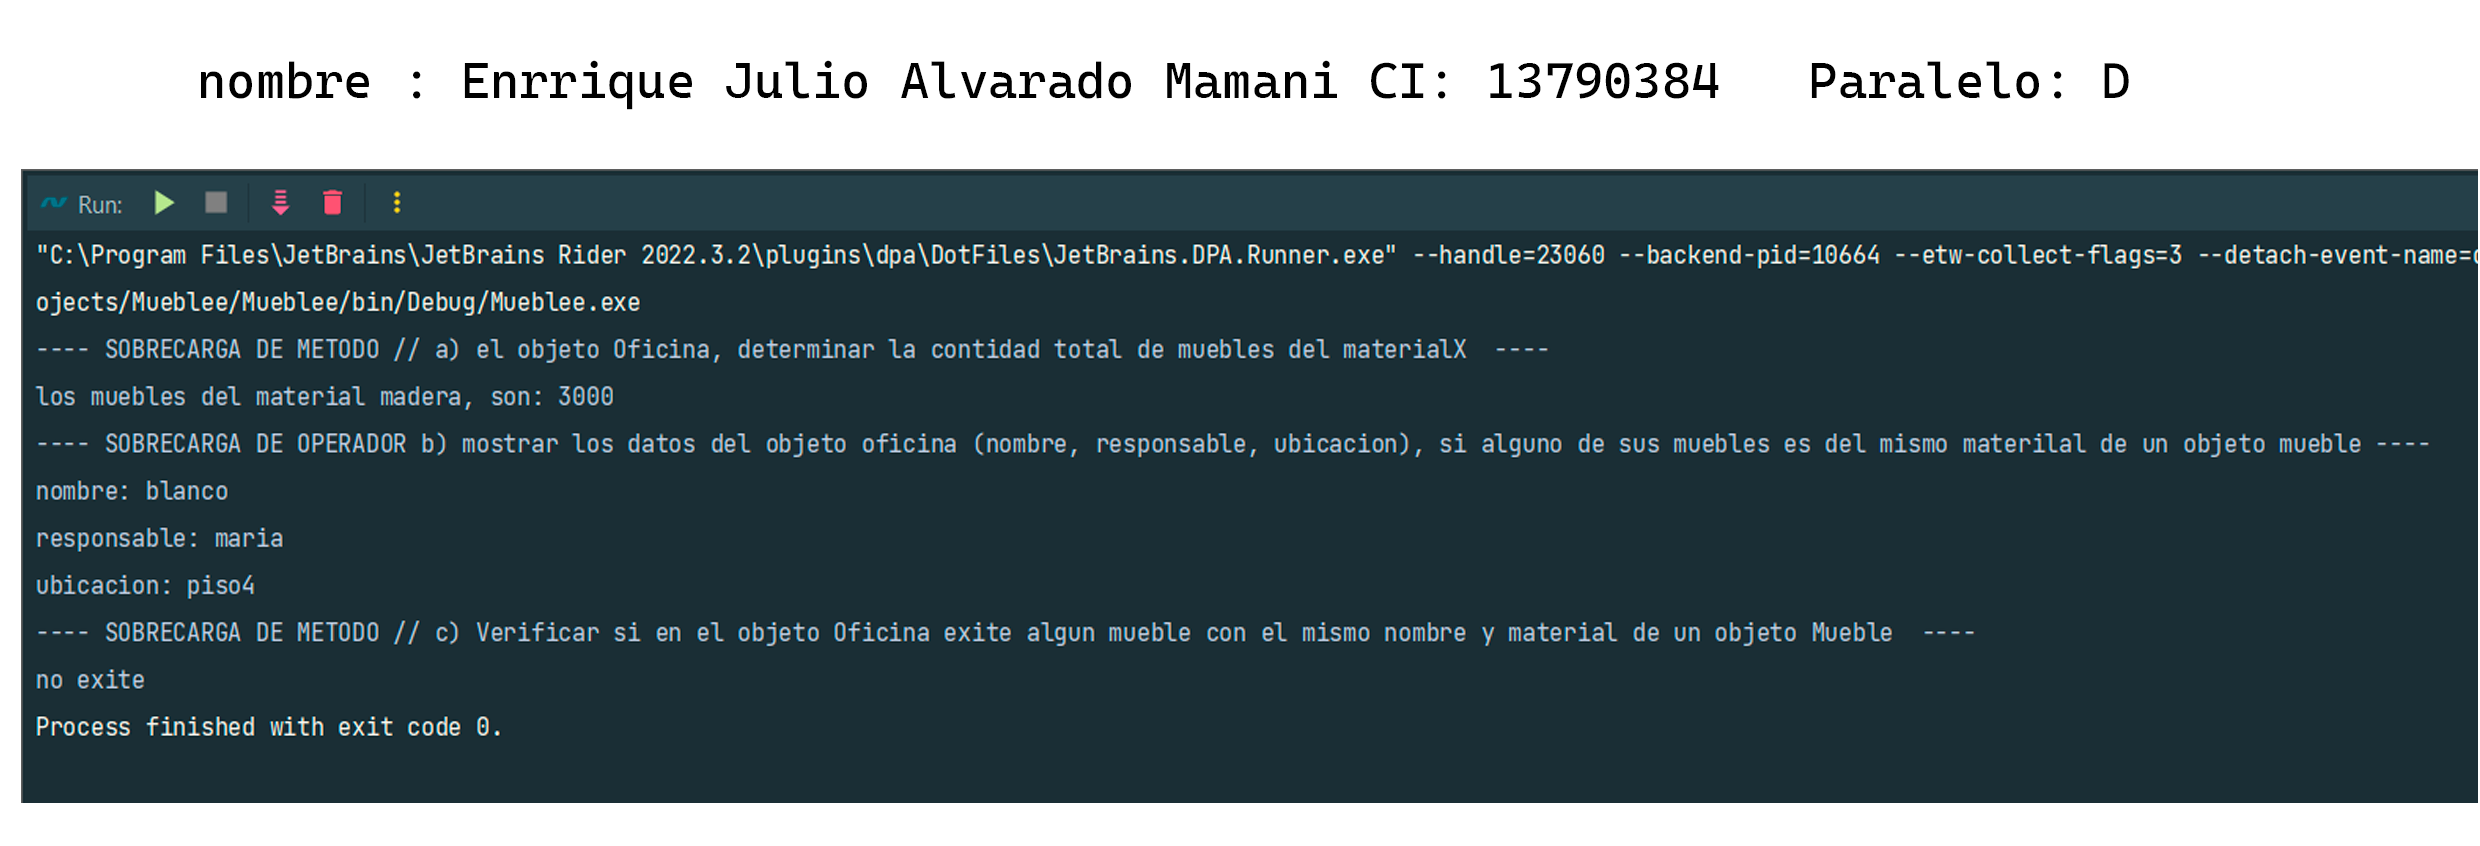 nombre : Enrrique Julio Alvarado Mamani CI: 13790384   Paralelo: D
Run:
"C:\Program Files\JetBrains\JetBrains Rider 2022.3.2\plugins\dpa\DotFiles\JetBrains.DPA.Runner.exe" --handle=23060 --backend-pid=10664 --etw-collect-flags=3 --detach-event-name=
ojects/Mueblee/Mueblee/bin/Debug/Mueblee.exe
---- SOBRECARGA DE METODO // a) el objeto Oficina, determinar la contidad total de muebles del materialX  ----
los muebles del material madera, son: 3000
---- SOBRECARGA DE OPERADOR b) mostrar los datos del objeto oficina (nombre, responsable, ubicacion), si alguno de sus muebles es del mismo materilal de un objeto mueble ----
nombre: blanco
responsable: maria
ubicacion: piso4
---- SOBRECARGA DE METODO // c) Verificar si en el objeto Oficina exite algun mueble con el mismo nombre y material de un objeto Mueble  ----
no exite
Process finished with exit code 0.